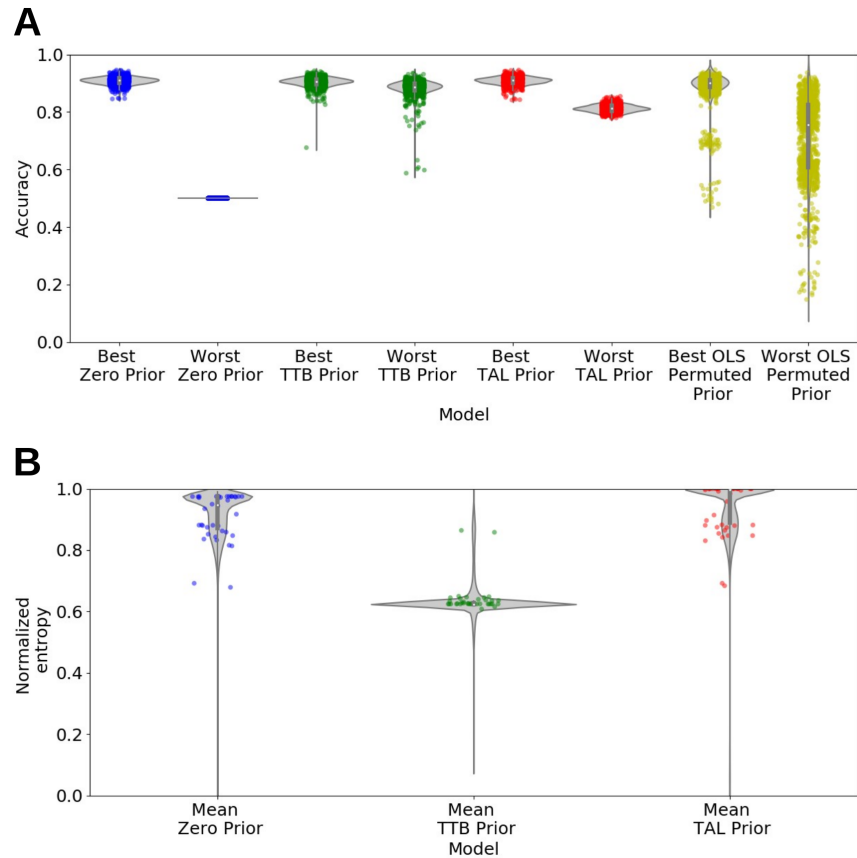 A
1.0
0.8
0.6
0.4
0.2
0.0
Accuracy
Best
Zero Prior
Worst
Zero Prior
Best
TTB Prior
Worst
TTB Prior
Best
TAL Prior
Worst
TAL Prior
Best OLS
Permuted
Prior
Worst OLS
Permuted
Prior
Model
B
1.0
0.8
0.6
0.4
0.2
0.0
Normalized
entropy
Mean
Zero Prior
Mean
TTB Prior
Mean
TAL Prior
Model